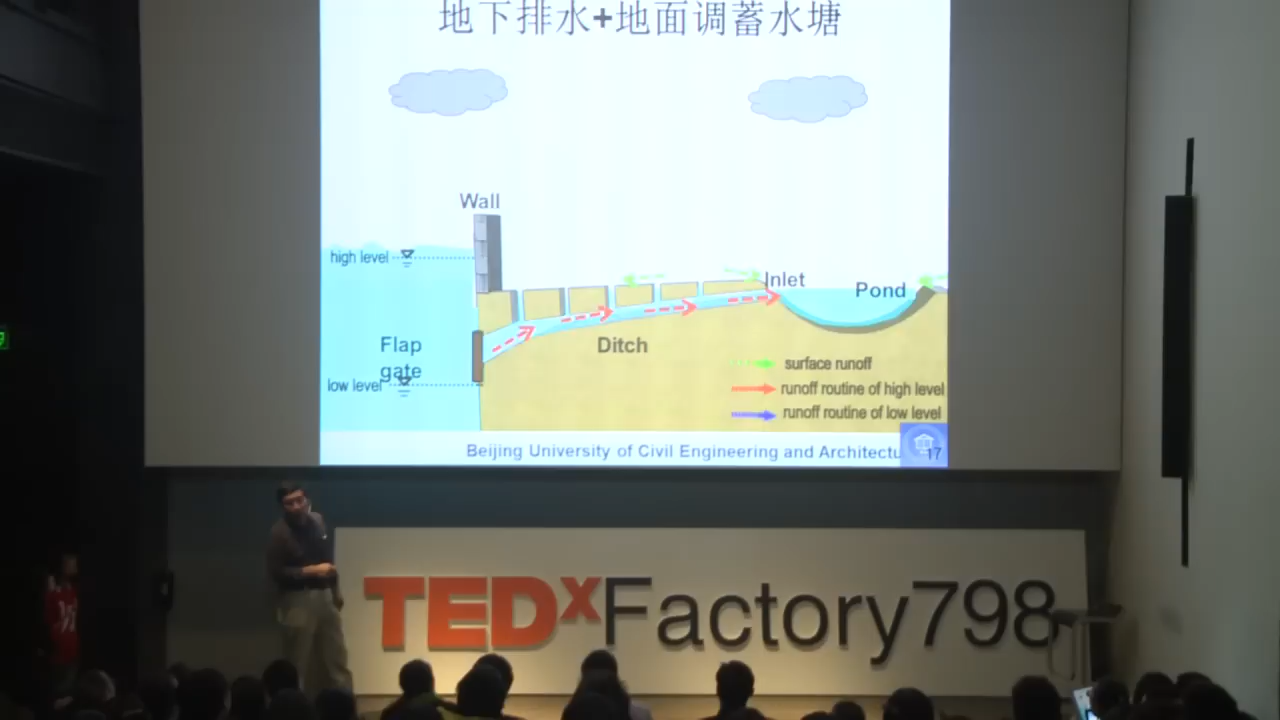 地下排水+地面调蓄水塘
Wall
high level
Inlet
Pond
Flap
gate
Ditch
low level
surface runoff
runoff routine of high level
runoff routine of low level
Beijing University of Civil Engineering and Architectu
17
TEDxFactory798